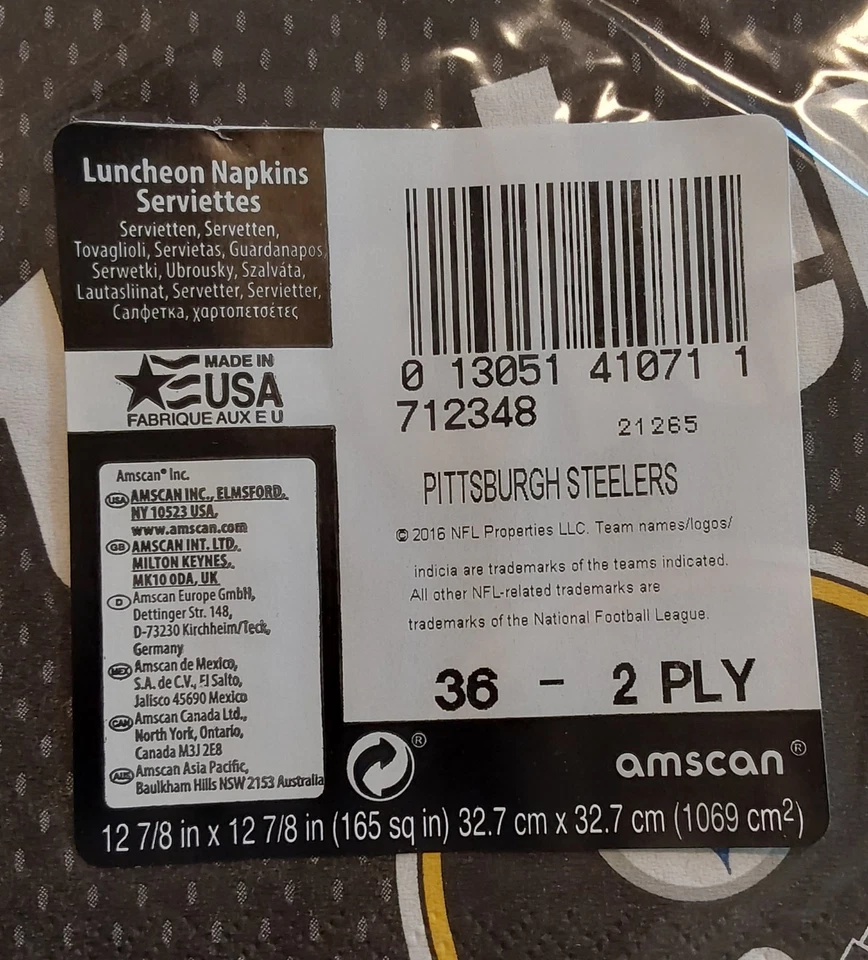 Luncheon Napkins
Serviettes
Servietten, Servetten,
Tovaglioli, Servietas, Guardanapos,
Serwetki, Ubrousky, Szalváta,
Lautasliinat, Servetter, Servietter,
Салфетка, χαρτοπετσέτες
MADE IN
USA
FABRIQUE AUX E U
Amscan® Inc.
USA AMSCAN INC., ELMSFORD,
NY 10523 USA,
www.amscan.com
GB AMSCAN INT. LTD,
MILTON KEYNES,
MK10 0DA, UK
D Amscan Europe GmbH,
Dettinger Str. 148,
D-73230 Kirchheim/Teck,
Germany
MEX Amscan de Mexico,
S.A. de C.V., El Salto,
Jalisco 45690 Mexico
CAN Amscan Canada Ltd.,
North York, Ontario,
Canada M3J 2E8
AUS Amscan Asia Pacific,
Baulkham Hills NSW 2153 Australia
0 13051 41071 1
712348 21265
PITTSBURGH STEELERS
© 2016 NFL Properties LLC. Team names/logos/
indicia are trademarks of the teams indicated.
All other NFL-related trademarks are
trademarks of the National Football League.
36 - 2 PLY
®
amscan®
12 7/8 in x 12 7/8 in (165 sq in) 32.7 cm x 32.7 cm (1069 cm²)